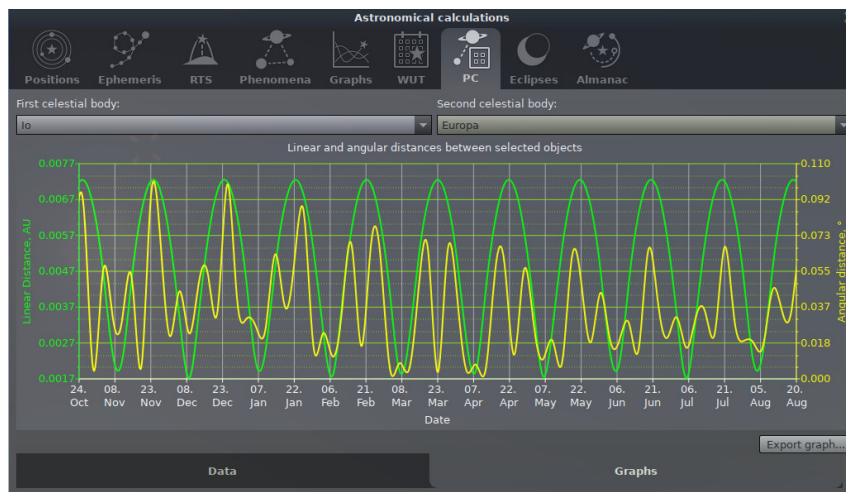 Astronomical calculations
Positions Ephemeris RTS Phenomena Graphs WUT PC Eclipses Almanac
First celestial body: Second celestial body:
Io Europa
Linear and angular distances between selected objects
0.0077 0.110
0.0067 0.092
0.0057 0.073
0.0047 0.055
0.0037 0.037
0.0027 0.018
0.0017 0.000
Linear Distance, AU
Angular distance, °
24. 08. 23. 08. 23. 07. 22. 06. 21. 08. 23. 07. 22. 07. 22. 06. 21. 06. 21. 05. 20.
Oct Nov Nov Dec Dec Jan Jan Feb Feb Mar Mar Apr Apr May May Jun Jun Jul Jul Aug Aug
Date
Export graph...
Data Graphs